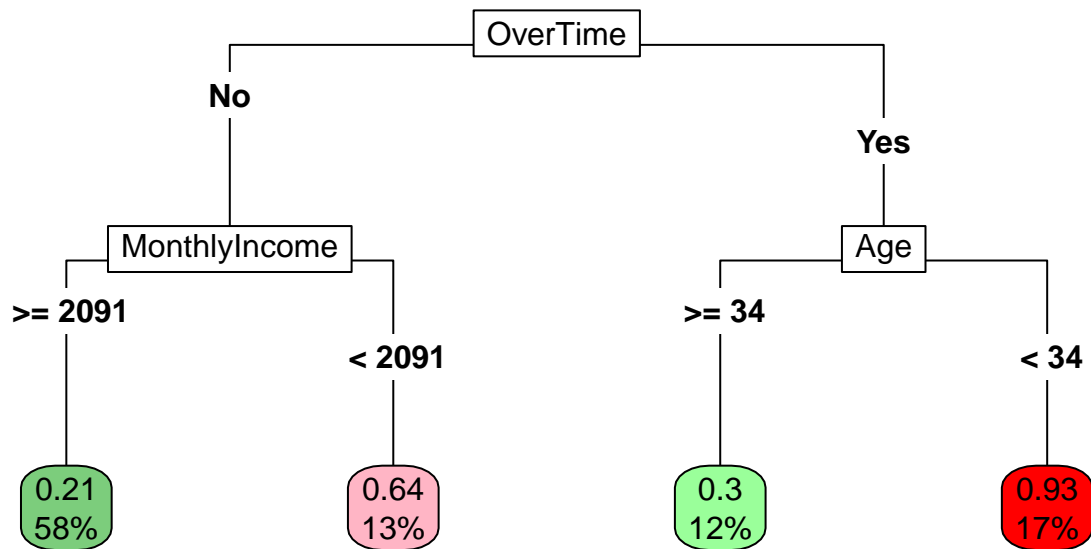 OverTime
No
Yes
MonthlyIncome
Age
>= 2091
>= 34
< 2091
< 34
0.21
58%
0.64
13%
0.3
12%
0.93
17%